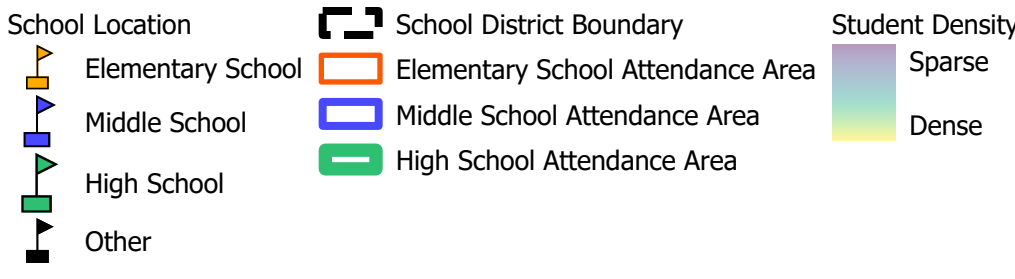 School Location
Elementary School
Middle School
High School
Other
School District Boundary
Elementary School Attendance Area
Middle School Attendance Area
High School Attendance Area
Student Density
Sparse
Dense